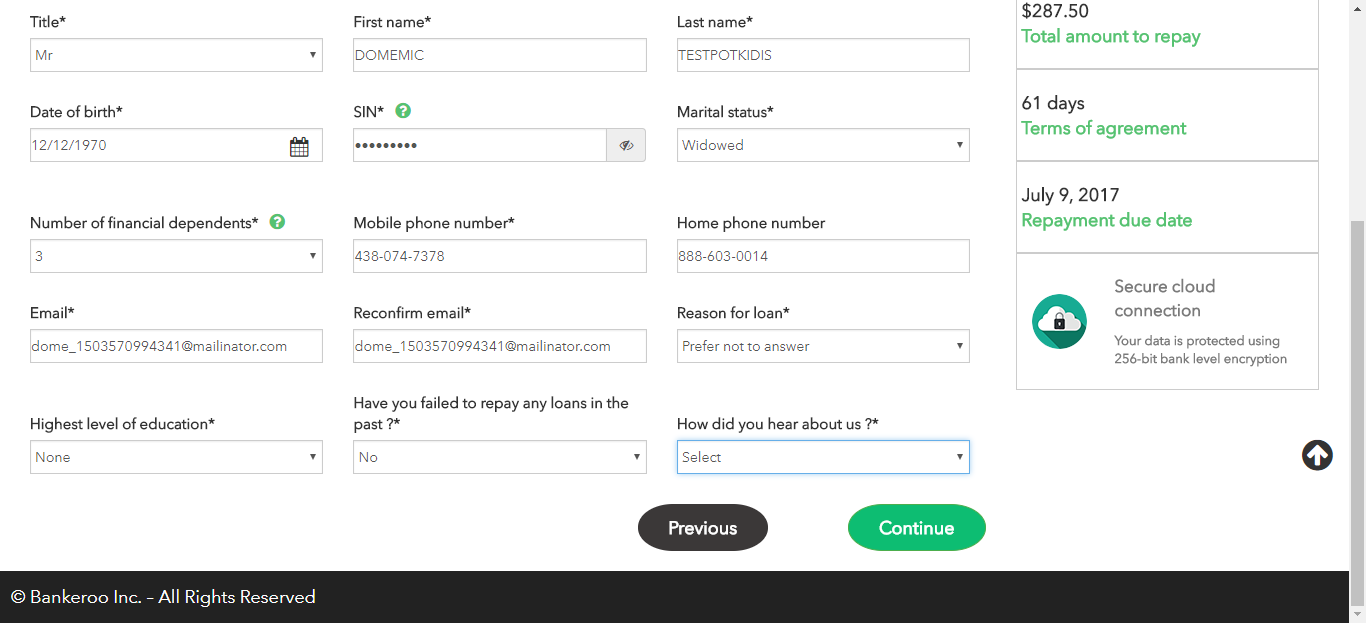 Title*
First name*
Last name*
Mr
DOMEMIC
TESTPOTKIDIS
Date of birth*
SIN*
Marital status*
12/12/1970
•••••••••
Widowed
Number of financial dependents*
Mobile phone number*
Home phone number
3
438-074-7378
888-603-0014
Email*
Reconfirm email*
Reason for loan*
dome_1503570994341@mailinator.com
dome_1503570994341@mailinator.com
Prefer not to answer
Highest level of education*
Have you failed to repay any loans in the
past ?*
How did you hear about us ?*
None
No
Select
Previous
Continue
$287.50
Total amount to repay
61 days
Terms of agreement
July 9, 2017
Repayment due date
Secure cloud
connection
Your data is protected using
256-bit bank level encryption
© Bankeroo Inc. – All Rights Reserved